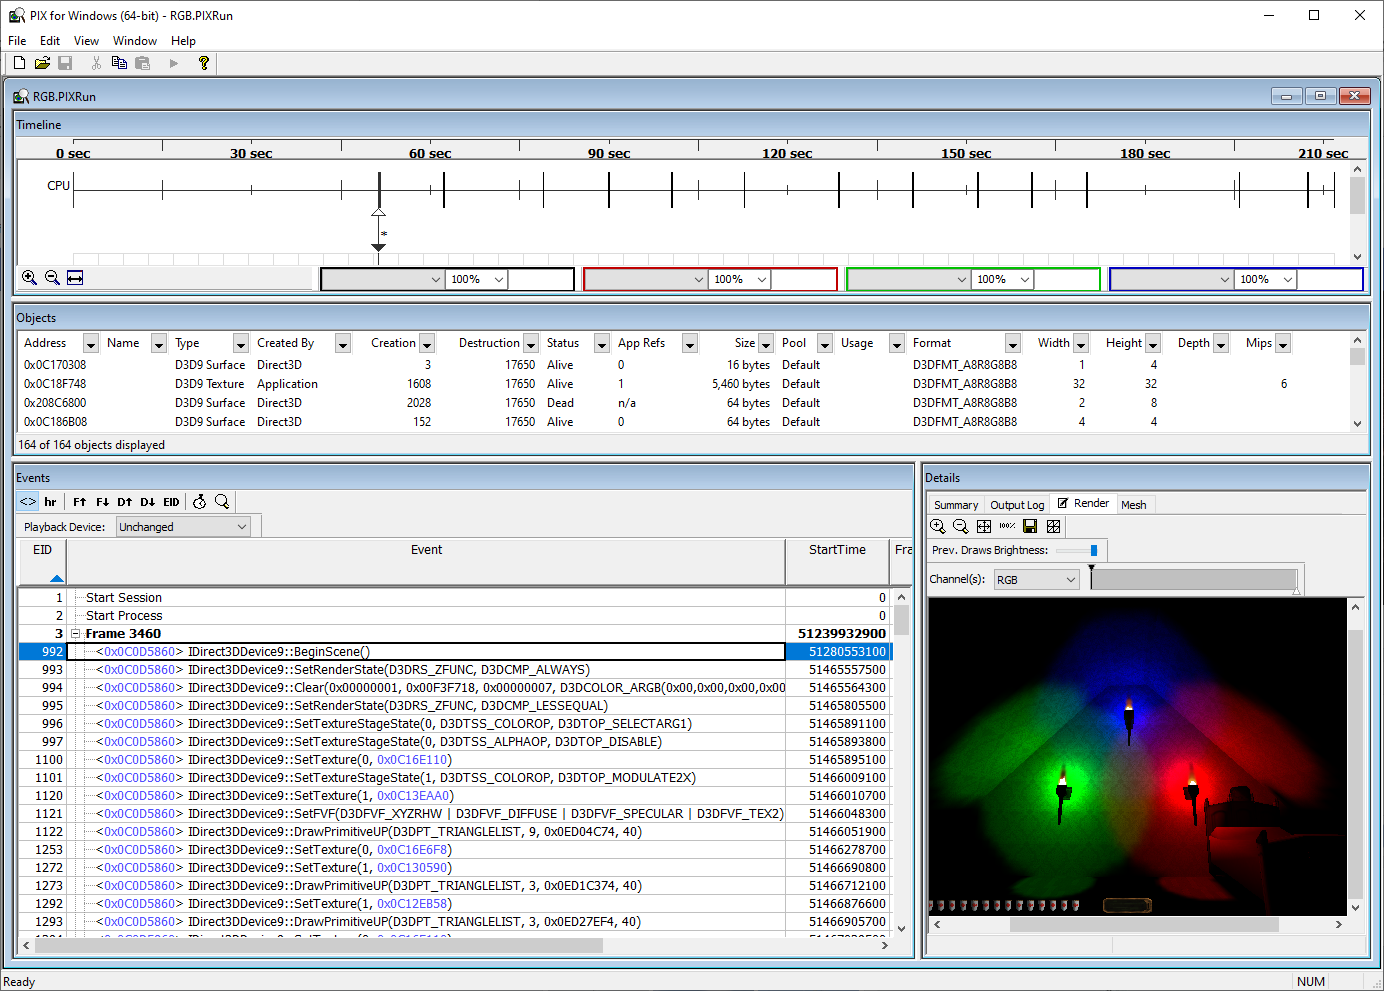 PIX for Windows (64-bit) - RGB.PIXRun
File Edit View Window Help
RGB.PIXRun
Timeline
0 sec 30 sec 60 sec 90 sec 120 sec 150 sec 180 sec 210 sec
CPU
*
100% 100% 100% 100%
Objects
Address Name Type Created By Creation Destruction Status App Refs Size Pool Usage Format Width Height Depth Mips
0x0C170308 D3D9 Surface Direct3D 3 17650 Alive 0 16 bytes Default D3DFMT_A8R8G8B8 1 4
0x0C18F748 D3D9 Texture Application 1608 17650 Alive 1 5,460 bytes Default D3DFMT_A8R8G8B8 32 32 6
0x208C6800 D3D9 Surface Direct3D 2028 17650 Dead n/a 64 bytes Default D3DFMT_A8R8G8B8 2 8
0x0C186B08 D3D9 Surface Direct3D 152 17650 Alive 0 64 bytes Default D3DFMT_A8R8G8B8 4 4
164 of 164 objects displayed
Events
<> hr F↑ F↓ D↑ D↓ EID
Playback Device: Unchanged
EID Event StartTime Fra
1 Start Session 0
2 Start Process 0
3 Frame 3460 51239932900
992 <0x0C0D5860> IDirect3DDevice9::BeginScene() 51280553100
993 <0x0C0D5860> IDirect3DDevice9::SetRenderState(D3DRS_ZFUNC, D3DCMP_ALWAYS) 51465557500
994 <0x0C0D5860> IDirect3DDevice9::Clear(0x00000001, 0x00F3F718, 0x00000007, D3DCOLOR_ARGB(0x00,0x00,0x00,0x00 51465564300
995 <0x0C0D5860> IDirect3DDevice9::SetRenderState(D3DRS_ZFUNC, D3DCMP_LESSEQUAL) 51465805500
996 <0x0C0D5860> IDirect3DDevice9::SetTextureStageState(0, D3DTSS_COLOROP, D3DTOP_SELECTARG1) 51465891100
997 <0x0C0D5860> IDirect3DDevice9::SetTextureStageState(0, D3DTSS_ALPHAOP, D3DTOP_DISABLE) 51465893800
1100 <0x0C0D5860> IDirect3DDevice9::SetTexture(0, 0x0C16E110) 51465895100
1101 <0x0C0D5860> IDirect3DDevice9::SetTextureStageState(1, D3DTSS_COLOROP, D3DTOP_MODULATE2X) 51466009100
1120 <0x0C0D5860> IDirect3DDevice9::SetTexture(1, 0x0C13EAA0) 51466010700
1121 <0x0C0D5860> IDirect3DDevice9::SetFVF(D3DFVF_XYZRHW | D3DFVF_DIFFUSE | D3DFVF_SPECULAR | D3DFVF_TEX2) 51466048300
1122 <0x0C0D5860> IDirect3DDevice9::DrawPrimitiveUP(D3DPT_TRIANGLELIST, 9, 0x0ED04C74, 40) 51466051900
1253 <0x0C0D5860> IDirect3DDevice9::SetTexture(0, 0x0C16E6F8) 51466278700
1272 <0x0C0D5860> IDirect3DDevice9::SetTexture(1, 0x0C130590) 51466690800
1273 <0x0C0D5860> IDirect3DDevice9::DrawPrimitiveUP(D3DPT_TRIANGLELIST, 3, 0x0ED1C374, 40) 51466712100
1292 <0x0C0D5860> IDirect3DDevice9::SetTexture(1, 0x0C12EB58) 51466876600
1293 <0x0C0D5860> IDirect3DDevice9::DrawPrimitiveUP(D3DPT_TRIANGLELIST, 3, 0x0ED27EF4, 40) 51466905700
Details
Summary Output Log Render Mesh
100%
Prev. Draws Brightness:
Channel(s): RGB
Ready NUM